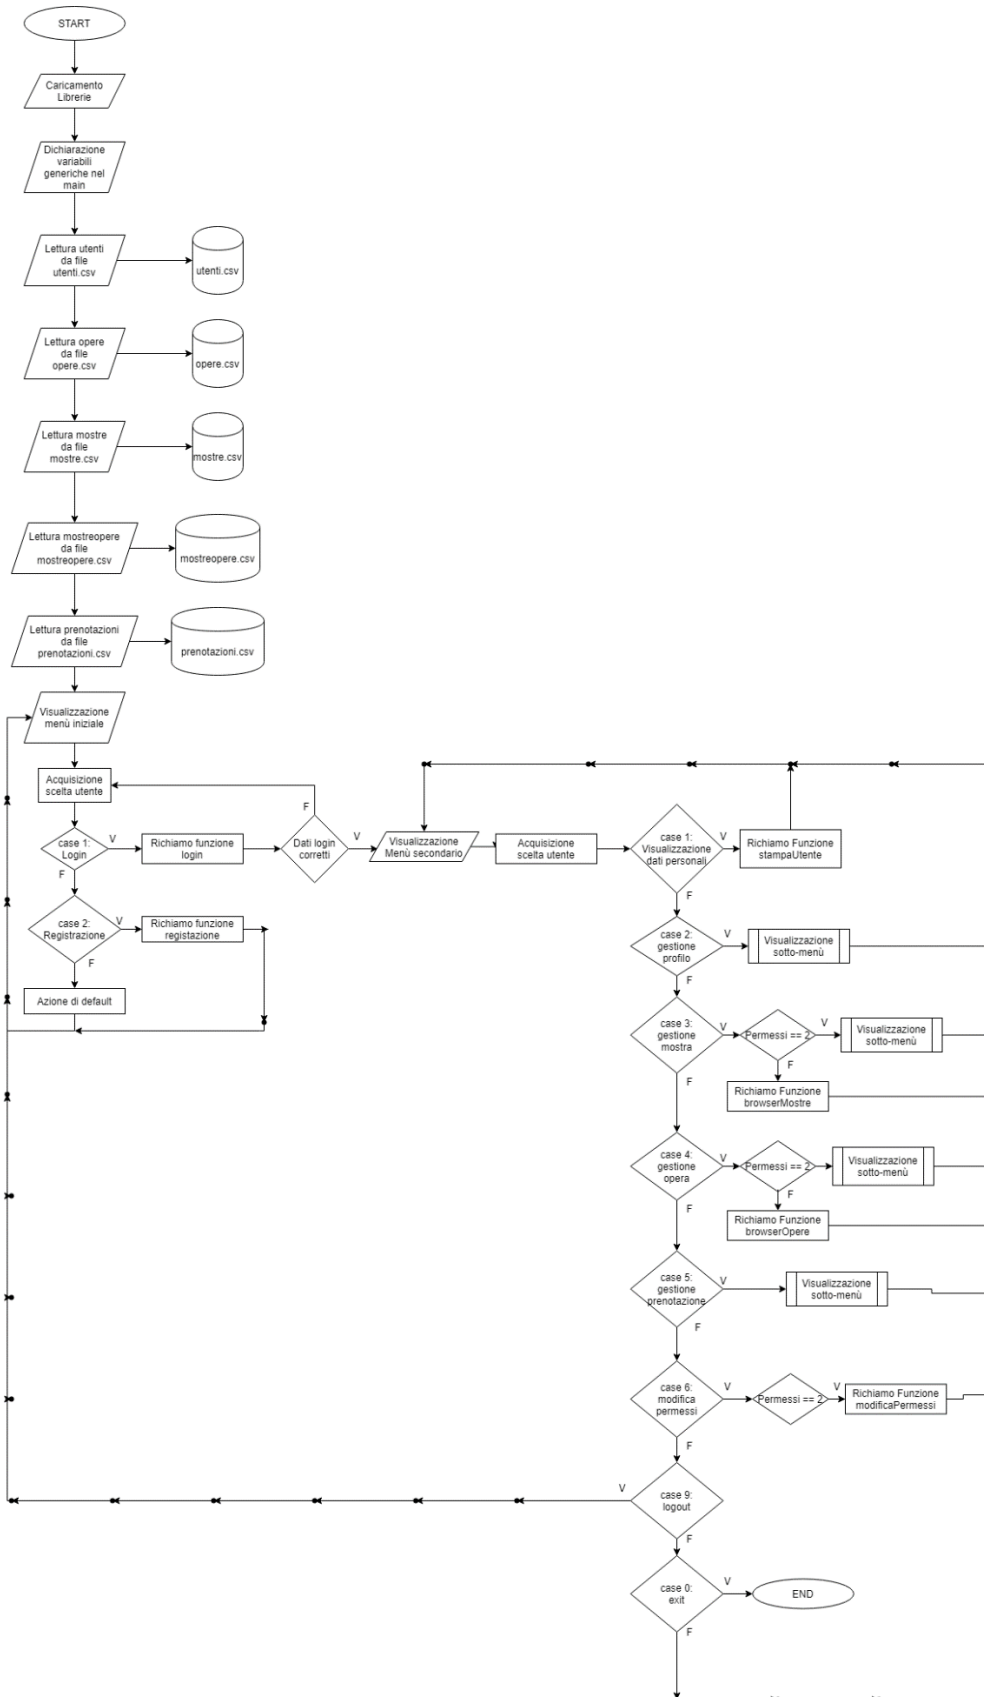 START
Caricamento
Librerie
Dichiarazione
variabili
generiche nel
main
Lettura utenti
da file
utenti.csv
utenti.csv
Lettura opere
da file
opere.csv
opere.csv
Lettura mostre
da file
mostre.csv
mostre.csv
Lettura mostreopere
da file
mostreopere.csv
mostreopere.csv
Lettura prenotazioni
da file
prenotazioni.csv
prenotazioni.csv
Visualizzazione
menù iniziale
Acquisizione
scelta utente
case 1:
Login
V
F
Richiamo funzione
login
Dati login
corretti
F
V
case 2:
Registrazione
V
F
Richiamo funzione
registazione
Azione di default
Visualizzazione
Menù secondario
Acquisizione
scelta utente
case 1:
Visualizzazione
dati personali
V
F
Richiamo Funzione
stampaUtente
case 2:
gestione
profilo
V
F
Visualizzazione
sotto-menù
case 3:
gestione
mostra
V
F
Permessi == 2
V
F
Visualizzazione
sotto-menù
Richiamo Funzione
browserMostre
case 4:
gestione
opera
V
F
Permessi == 2
F
Visualizzazione
sotto-menù
Richiamo Funzione
browserOpere
case 5:
gestione
prenotazione
V
F
Visualizzazione
sotto-menù
case 6:
modifica
permessi
V
F
Permessi == 2
V
Richiamo Funzione
modificaPermessi
case 9:
logout
V
F
case 0:
exit
V
F
END